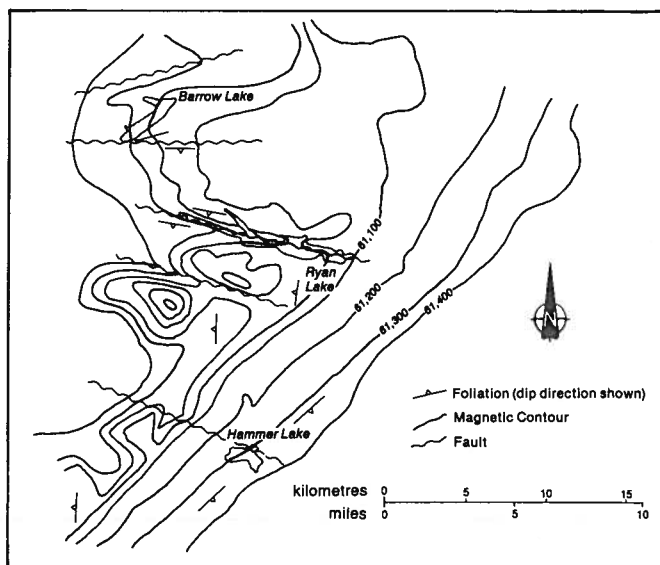 Barrow Lake
61,100
Ryan
Lake
61,200
61,300
61,400
N
Foliation (dip direction shown)
Magnetic Contour
Fault
Hammer Lake
kilometres 0 5 10 15
miles 0 5 10